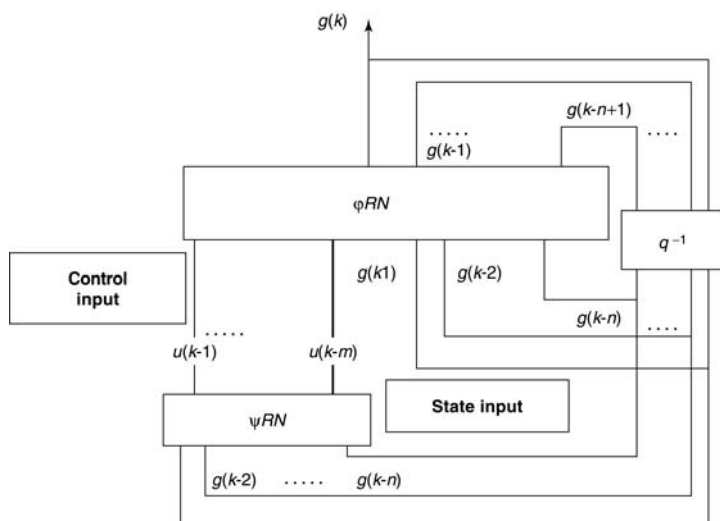 g(k)
g(k-n+1)
.....
....
g(k-1)
φRN
q⁻¹
Control
input
g(k1)
g(k-2)
g(k-n)
.....
....
u(k-1)
u(k-m)
State input
ψRN
g(k-2)
.....
g(k-n)